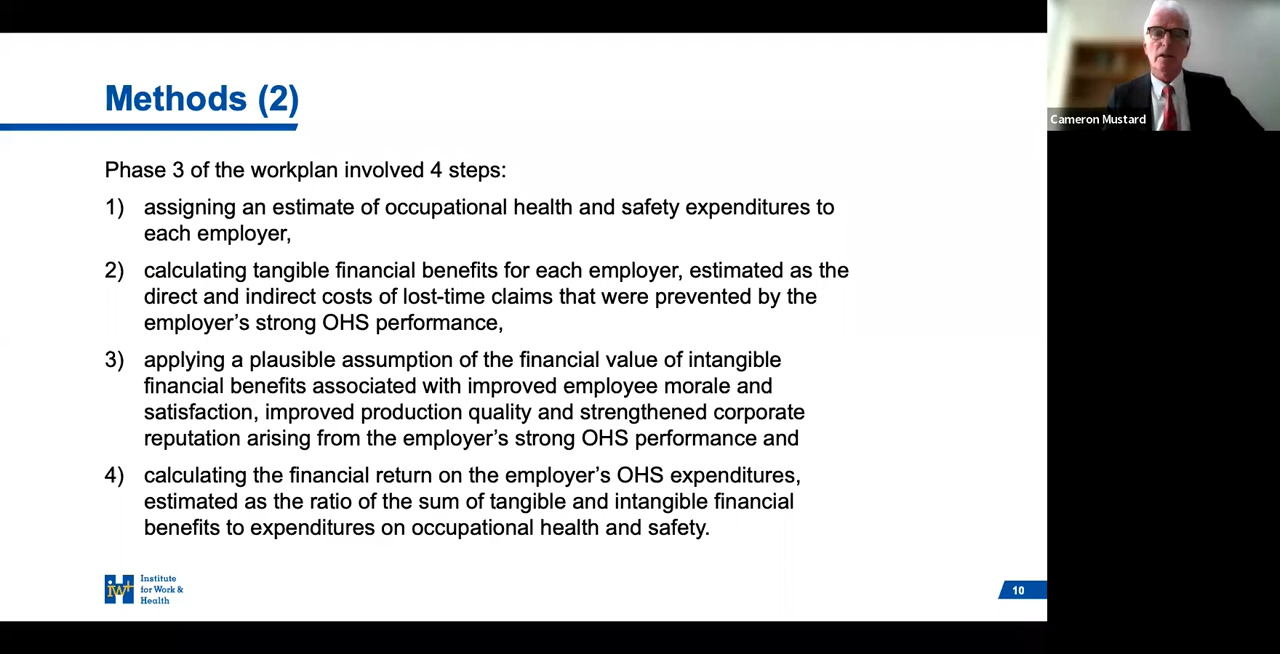 Methods (2)
Phase 3 of the workplan involved 4 steps:
1) assigning an estimate of occupational health and safety expenditures to
each employer,
2) calculating tangible financial benefits for each employer, estimated as the
direct and indirect costs of lost-time claims that were prevented by the
employer’s strong OHS performance,
3) applying a plausible assumption of the financial value of intangible
financial benefits associated with improved employee morale and
satisfaction, improved production quality and strengthened corporate
reputation arising from the employer’s strong OHS performance and
4) calculating the financial return on the employer’s OHS expenditures,
estimated as the ratio of the sum of tangible and intangible financial
benefits to expenditures on occupational health and safety.
iw+H
Institute
for Work &
Health
10
Cameron Mustard